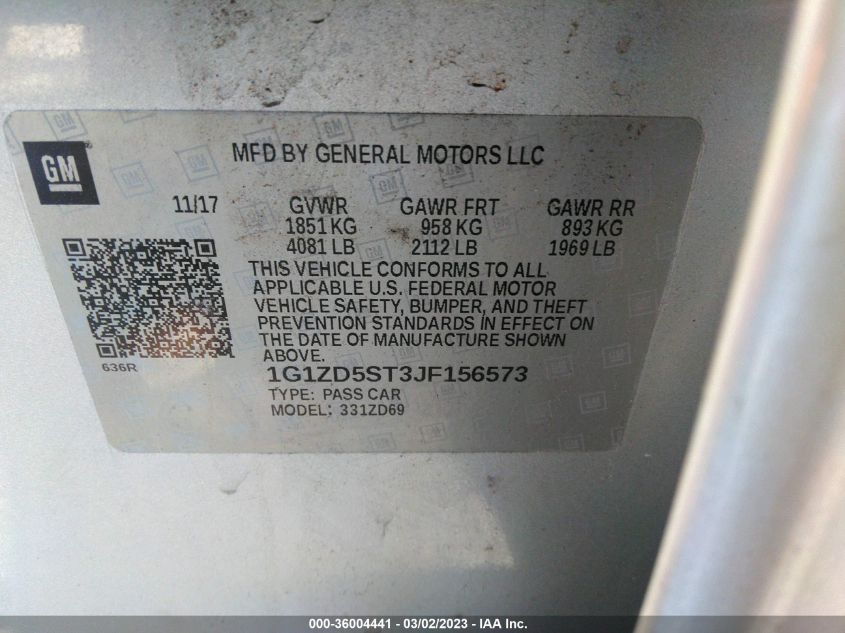 GM
MFD BY GENERAL MOTORS LLC
11/17 GVWR GAWR FRT GAWR RR
1851 KG 958 KG 893 KG
4081 LB 2112 LB 1969 LB
THIS VEHICLE CONFORMS TO ALL
APPLICABLE U.S. FEDERAL MOTOR
VEHICLE SAFETY, BUMPER, AND THEFT
PREVENTION STANDARDS IN EFFECT ON
THE DATE OF MANUFACTURE SHOWN
ABOVE.
636R
1G1ZD5ST3JF156573
TYPE: PASS CAR
MODEL: 331ZD69
000-36004441 - 03/02/2023 - IAA Inc.